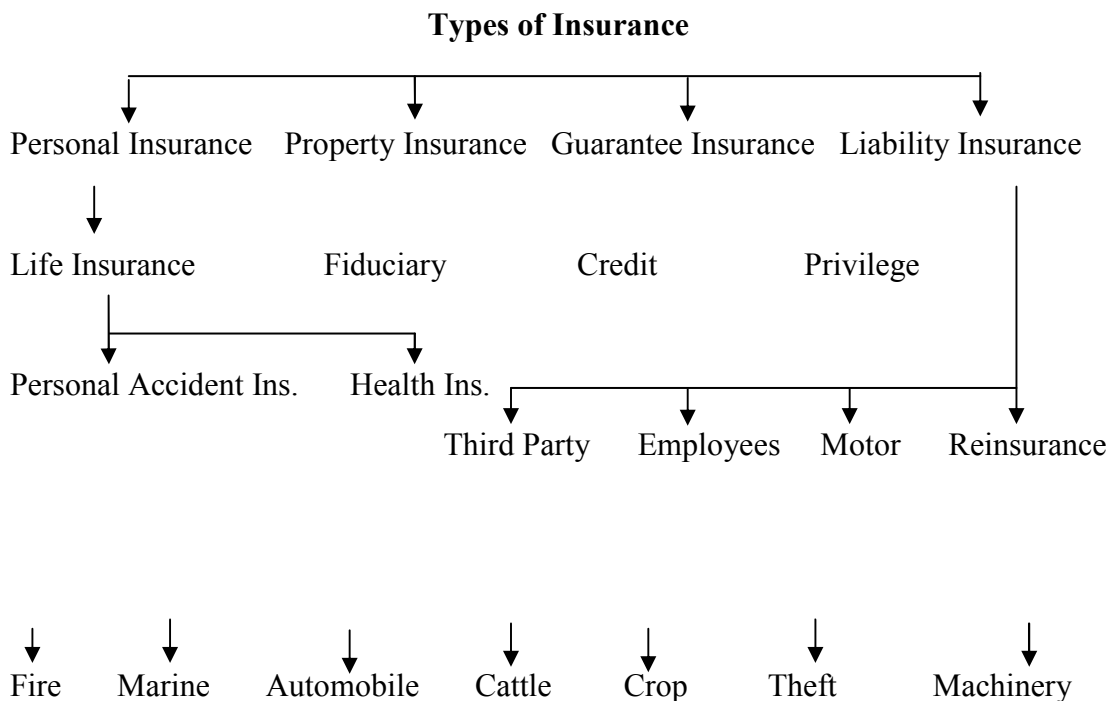 Types of Insurance
Personal Insurance Property Insurance Guarantee Insurance Liability Insurance
Life Insurance Fiduciary Credit Privilege
Personal Accident Ins. Health Ins.
Third Party Employees Motor Reinsurance
Fire Marine Automobile Cattle Crop Theft Machinery